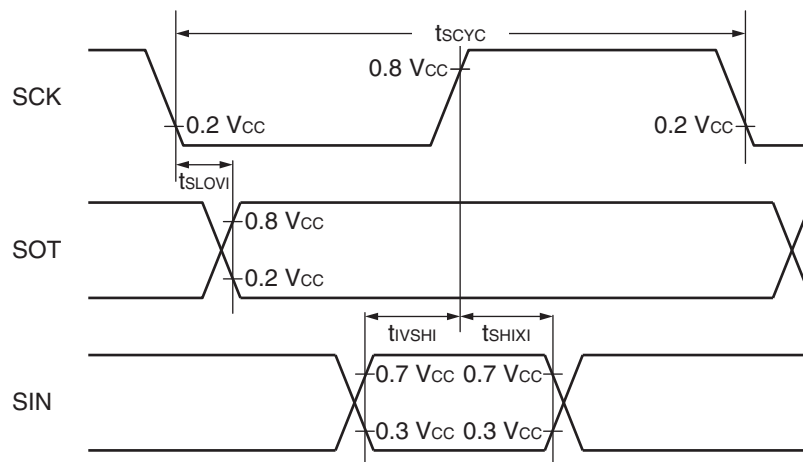 tSCYC
SCK
0.8 VCC
0.2 VCC
0.2 VCC
tSLOVI
SOT
0.8 VCC
0.2 VCC
tIVSHI
tSHIXI
SIN
0.7 VCC
0.7 VCC
0.3 VCC
0.3 VCC